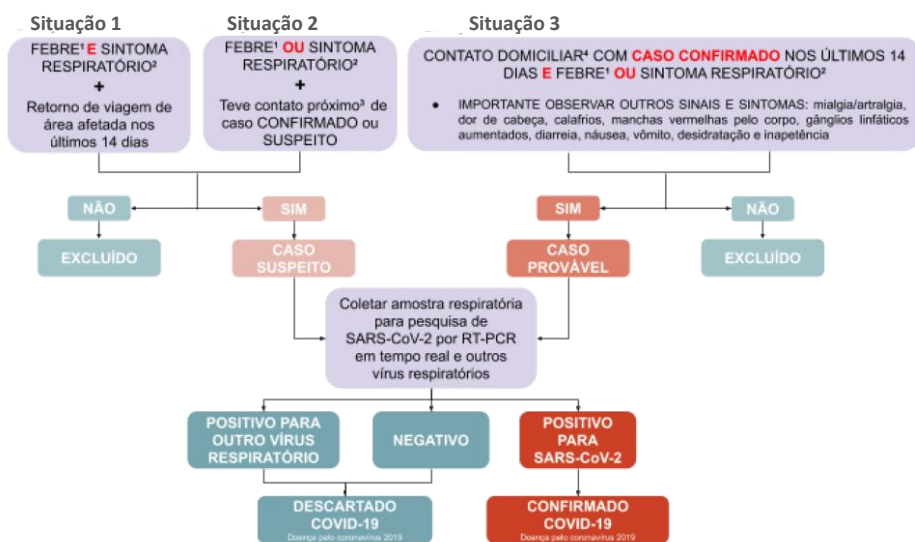 Situação 1
FEBRE¹ E SINTOMA
RESPIRATÓRIO²
+
Retorno de viagem de
área afetada nos
últimos 14 dias
Situação 2
FEBRE¹ OU SINTOMA
RESPIRATÓRIO²
+
Teve contato próximo³ de
caso CONFIRMADO ou
SUSPEITO
Situação 3
CONTATO DOMICILIAR⁴ COM CASO CONFIRMADO NOS ÚLTIMOS 14
DIAS E FEBRE¹ OU SINTOMA RESPIRATÓRIO²
● IMPORTANTE OBSERVAR OUTROS SINAIS E SINTOMAS: mialgia/artralgia,
dor de cabeça, calafrios, manchas vermelhas pelo corpo, gânglios linfáticos
aumentados, diarreia, náusea, vômito, desidratação e inapetência
NÃO
SIM
SIM
NÃO
EXCLUÍDO
CASO
SUSPEITO
CASO
PROVÁVEL
EXCLUÍDO
Coletar amostra respiratória
para pesquisa de
SARS-CoV-2 por RT-PCR
em tempo real e outros
vírus respiratórios
POSITIVO PARA
OUTRO VÍRUS
RESPIRATÓRIO
NEGATIVO
POSITIVO
PARA
SARS-CoV-2
DESCARTADO
COVID-19
Doença pelo coronavírus 2019
CONFIRMADO
COVID-19
Doença pelo coronavírus 2019